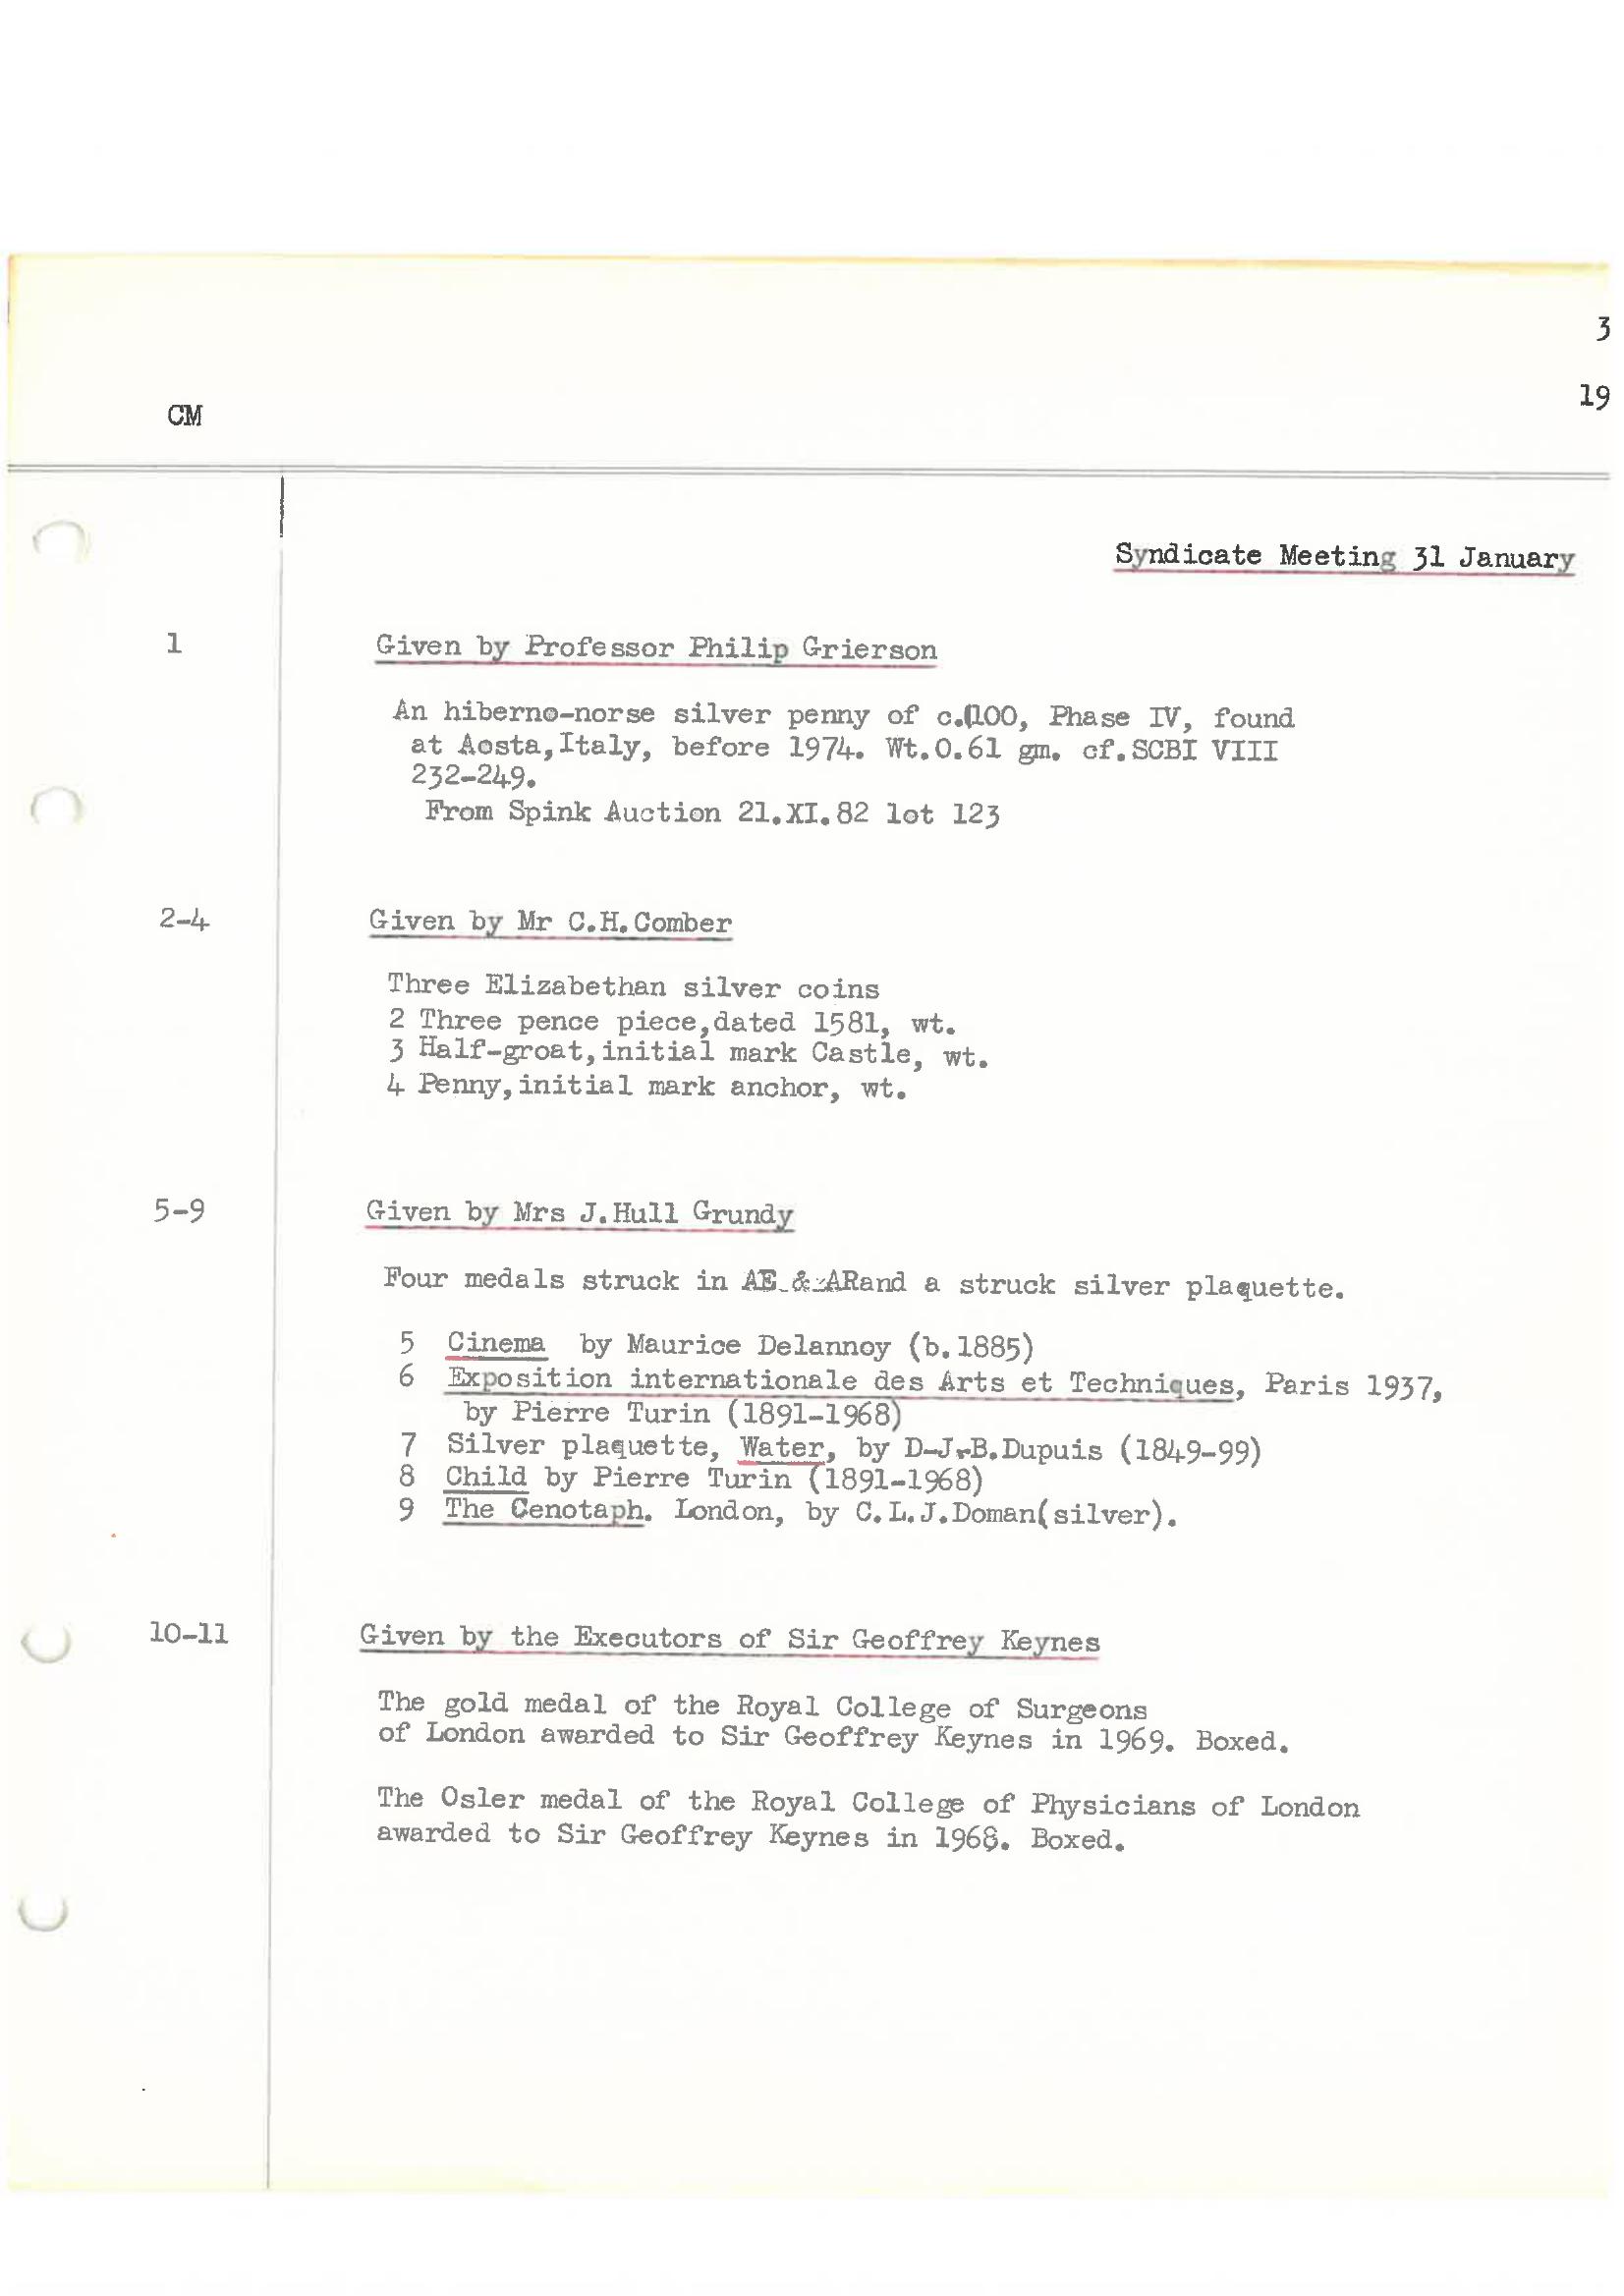 3
19
CM
Syndicate Meeting 31 January
1
Given by Professor Philip Grierson
An hiberno-norse silver penny of c.1100, Phase IV, found
at Aosta,Italy, before 1974. Wt.0.61 gm. cf.SCBI VIII
232-249.
From Spink Auction 21.XI.82 lot 123
2-4
Given by Mr C.H.Comber
Three Elizabethan silver coins
2 Three pence piece,dated 1581, wt.
3 Half-groat,initial mark Castle, wt.
4 Penny,initial mark anchor, wt.
5-9
Given by Mrs J.Hull Grundy
Four medals struck in AE & ARand a struck silver plaquette.
5 Cinema by Maurice Delannoy (b.1885)
6 Exposition internationale des Arts et Techniques, Paris 1937,
by Pierre Turin (1891-1968)
7 Silver plaquette, Water, by D-J-B.Dupuis (1849-99)
8 Child by Pierre Turin (1891-1968)
9 The Cenotaph. London, by C.L.J.Doman(silver).
10-11
Given by the Executors of Sir Geoffrey Keynes
The gold medal of the Royal College of Surgeons
of London awarded to Sir Geoffrey Keynes in 1969. Boxed.
The Osler medal of the Royal College of Physicians of London
awarded to Sir Geoffrey Keynes in 1968. Boxed.